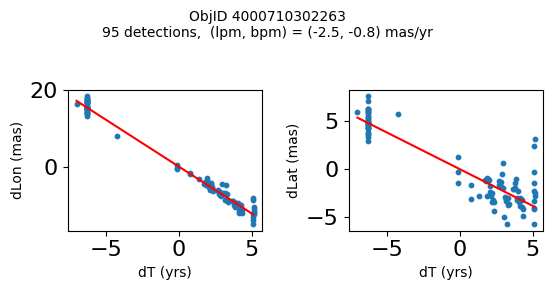 ObjID 4000710302263
95 detections, (lpm, bpm) = (-2.5, -0.8) mas/yr
dLon (mas)
20
0
−5
0
5
dT (yrs)
dLat (mas)
5
0
−5
−5
0
5
dT (yrs)